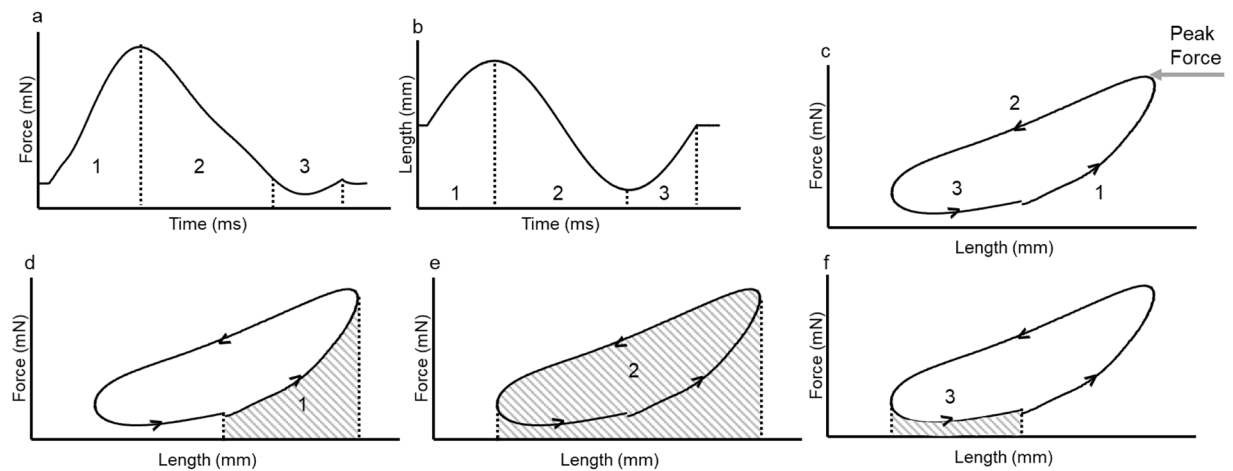 a
Force (mN)
1
2
3
Time (ms)
b
Length (mm)
1
2
3
Time (ms)
c
Peak
Force
Force (mN)
2
3
1
Length (mm)
d
Force (mN)
1
Length (mm)
e
Force (mN)
2
Length (mm)
f
Force (mN)
3
Length (mm)